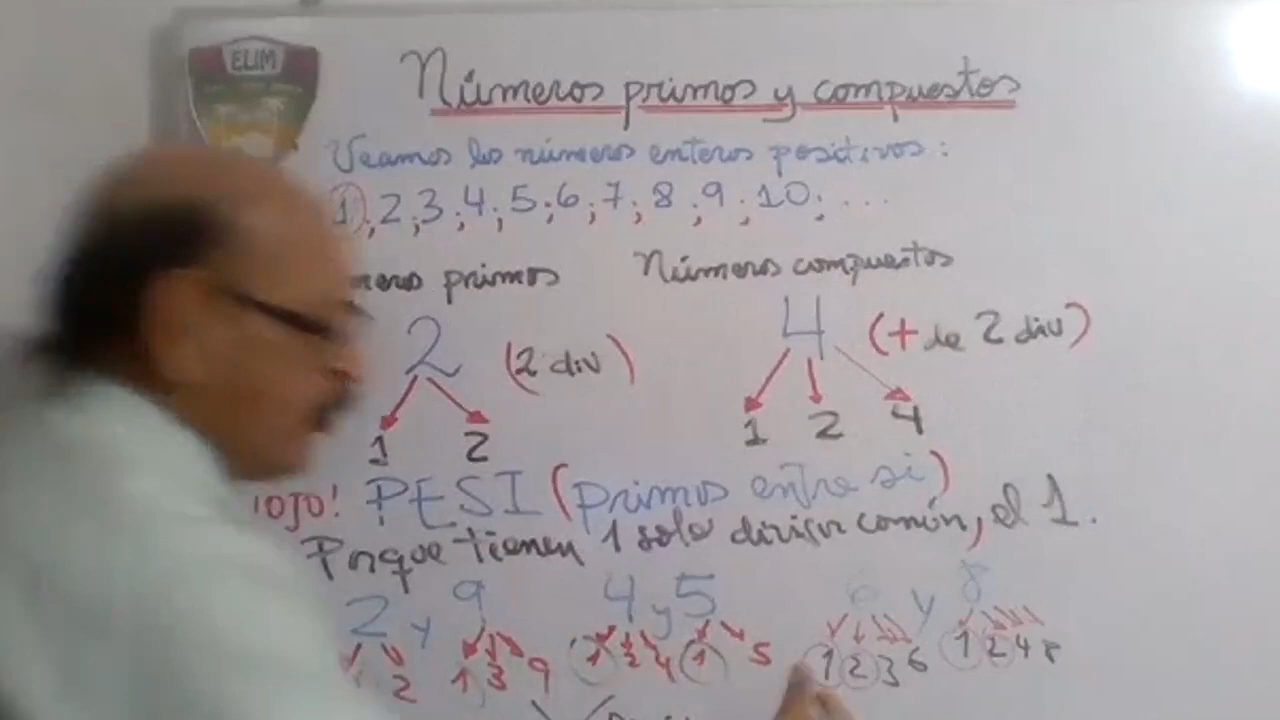 ELIM
Números primos y compuestos
Veamos los números enteros positivos:
1;2;3;4;5;6;7;8;9;10;...
primos Números compuestos
2 (2 div) 4 (+ de 2 div)
1 2 1 2 4
¡OJO! PESI (primos entre si)
Porque tienen 1 solo divisor común, el 1.
2 y 9 4 y 5 6 y 8
2 1 3 9 1 2 4 1 5 1 2 3 6 1 2 4 8